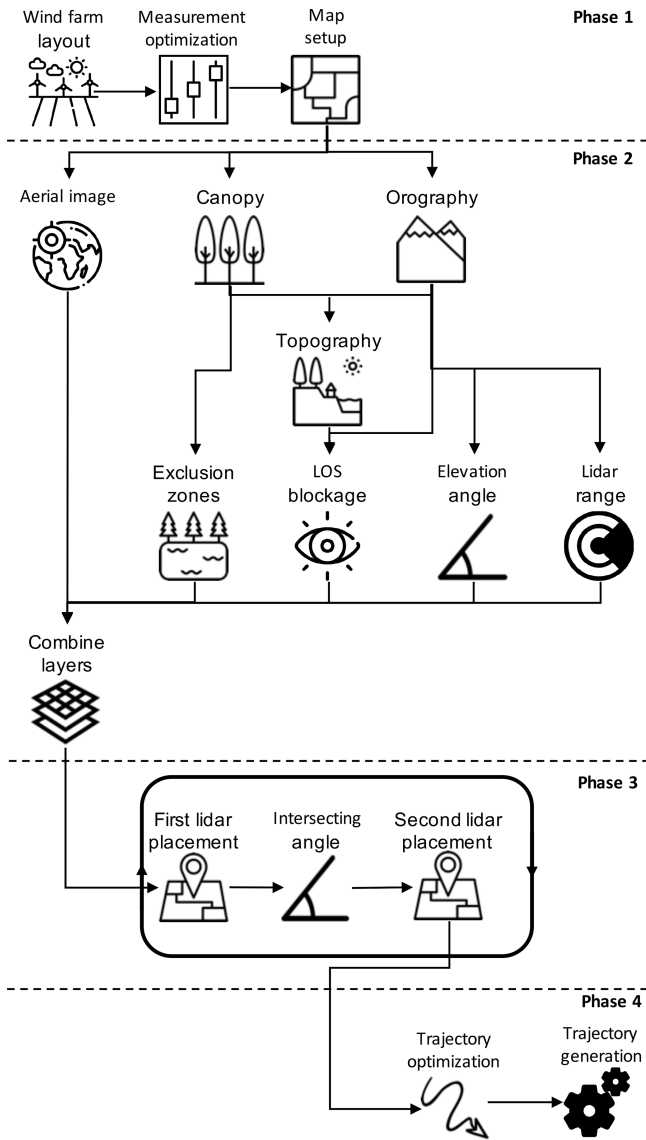 Wind farm
layout
Measurement
optimization
Map
setup
Phase 1
Phase 2
Aerial image
Canopy
Orography
Topography
Exclusion
zones
LOS
blockage
Elevation
angle
Lidar
range
Combine
layers
Phase 3
First lidar
placement
Intersecting
angle
Second lidar
placement
Phase 4
Trajectory
optimization
Trajectory
generation